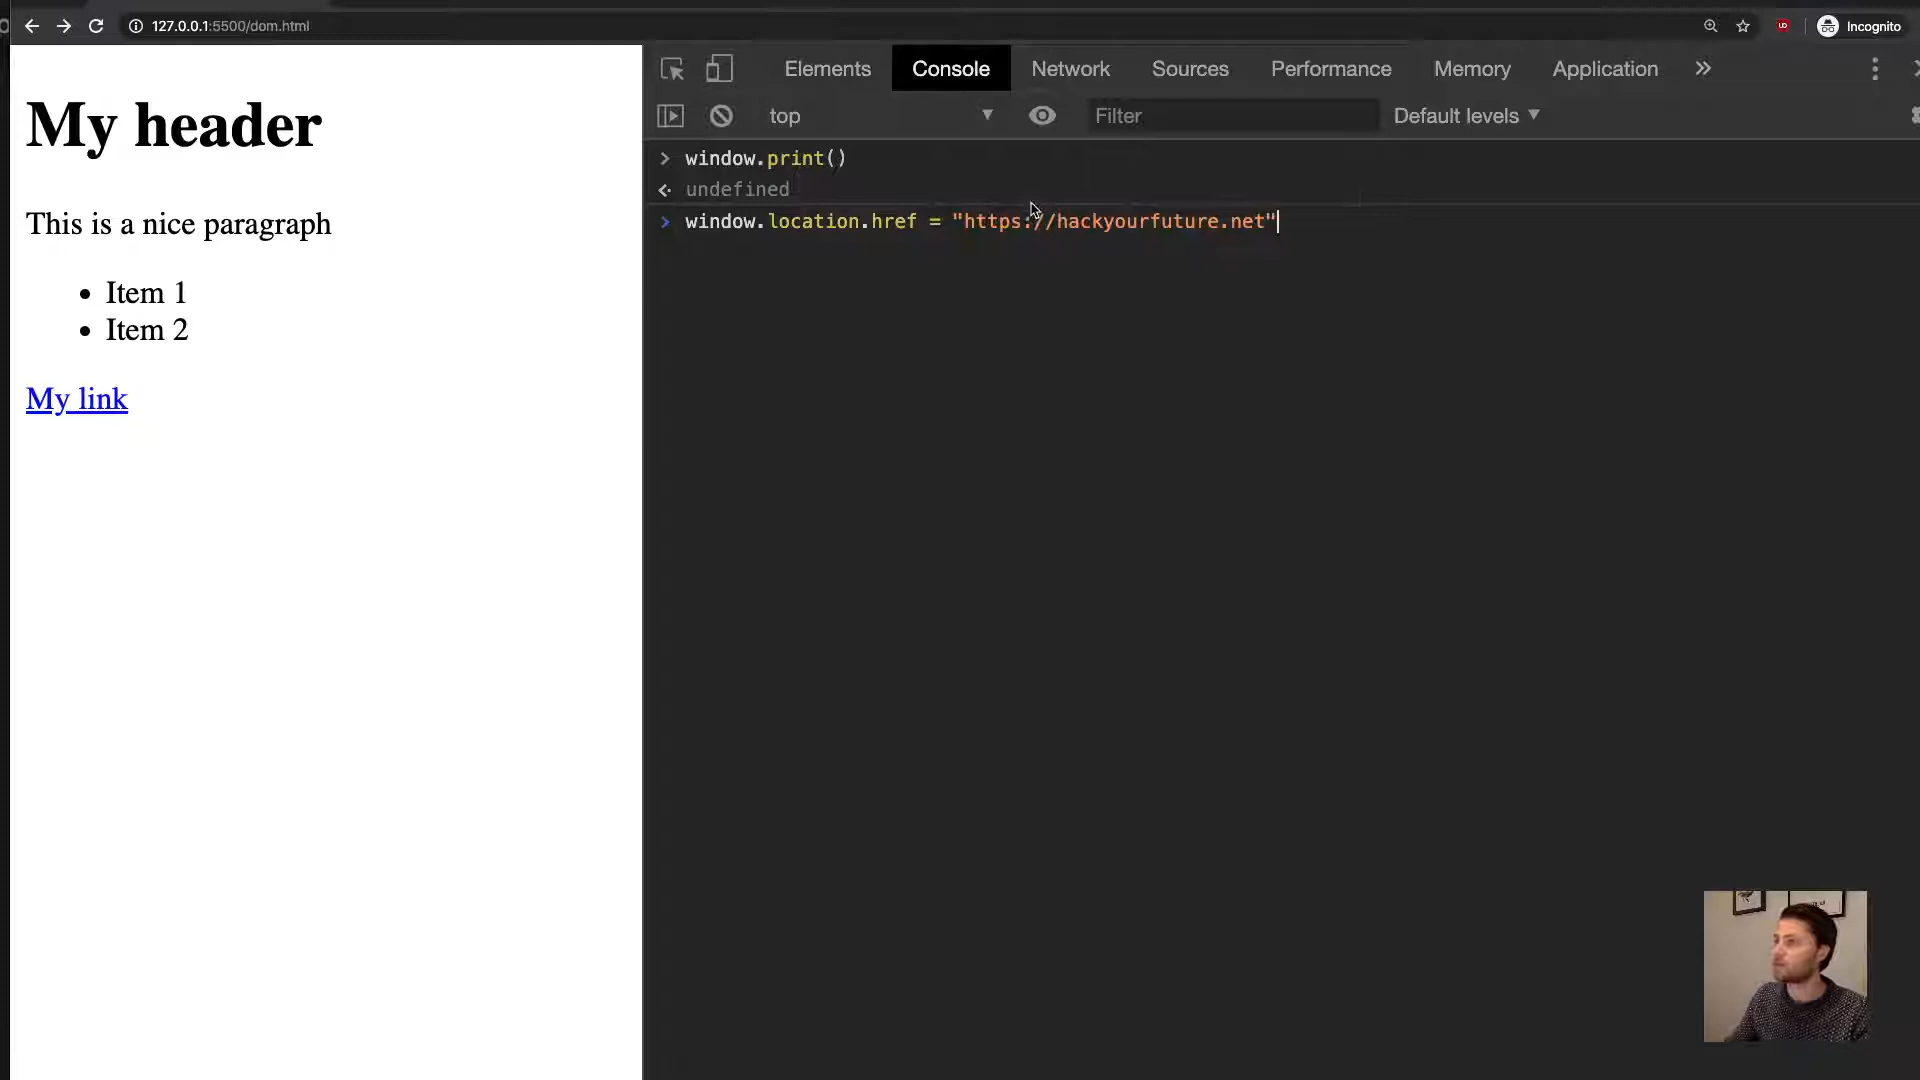 127.0.0.1:5500/dom.html
Incognito
Elements
Console
Network
Sources
Performance
Memory
Application
top
Filter
Default levels
My header
This is a nice paragraph
Item 1
Item 2
My link
window.print()
undefined
window.location.href = "https://hackyourfuture.net"